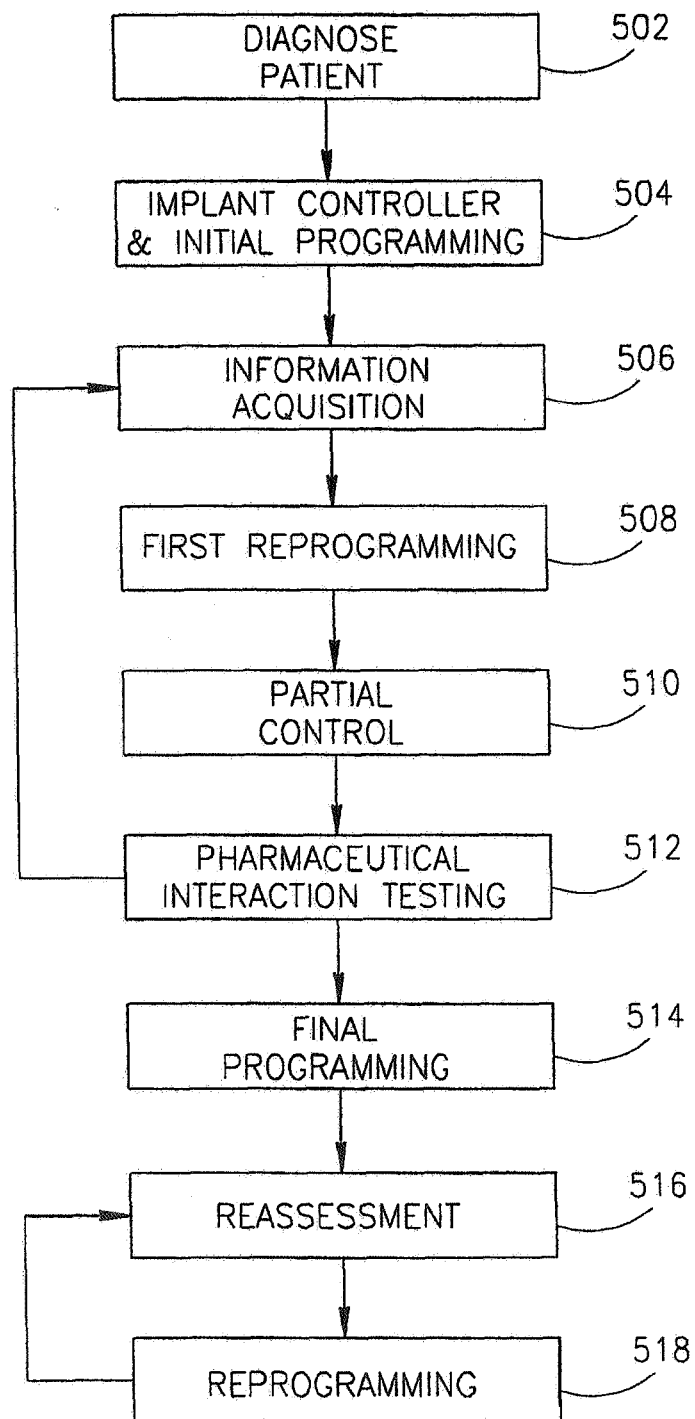 DIAGNOSE
PATIENT
502
IMPLANT CONTROLLER
& INITIAL PROGRAMMING
504
INFORMATION
ACQUISITION
506
FIRST REPROGRAMMING
508
PARTIAL
CONTROL
510
PHARMACEUTICAL
INTERACTION TESTING
512
FINAL
PROGRAMMING
514
REASSESSMENT
516
REPROGRAMMING
518